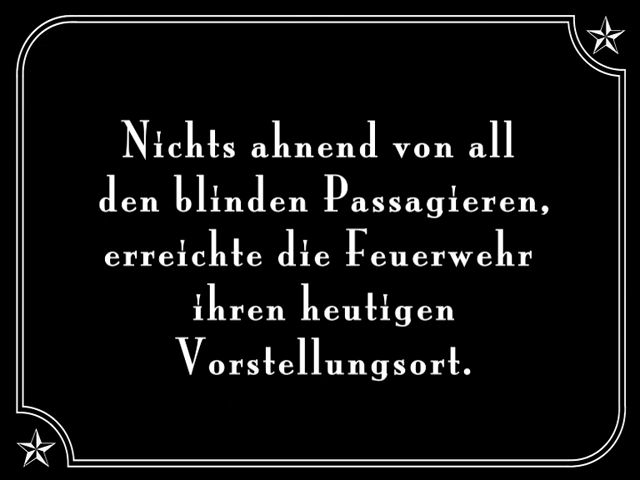 Nichts ahnend von all
den blinden Passagieren,
erreichte die Feuerwehr
ihren heutigen
Vorstellungsort.